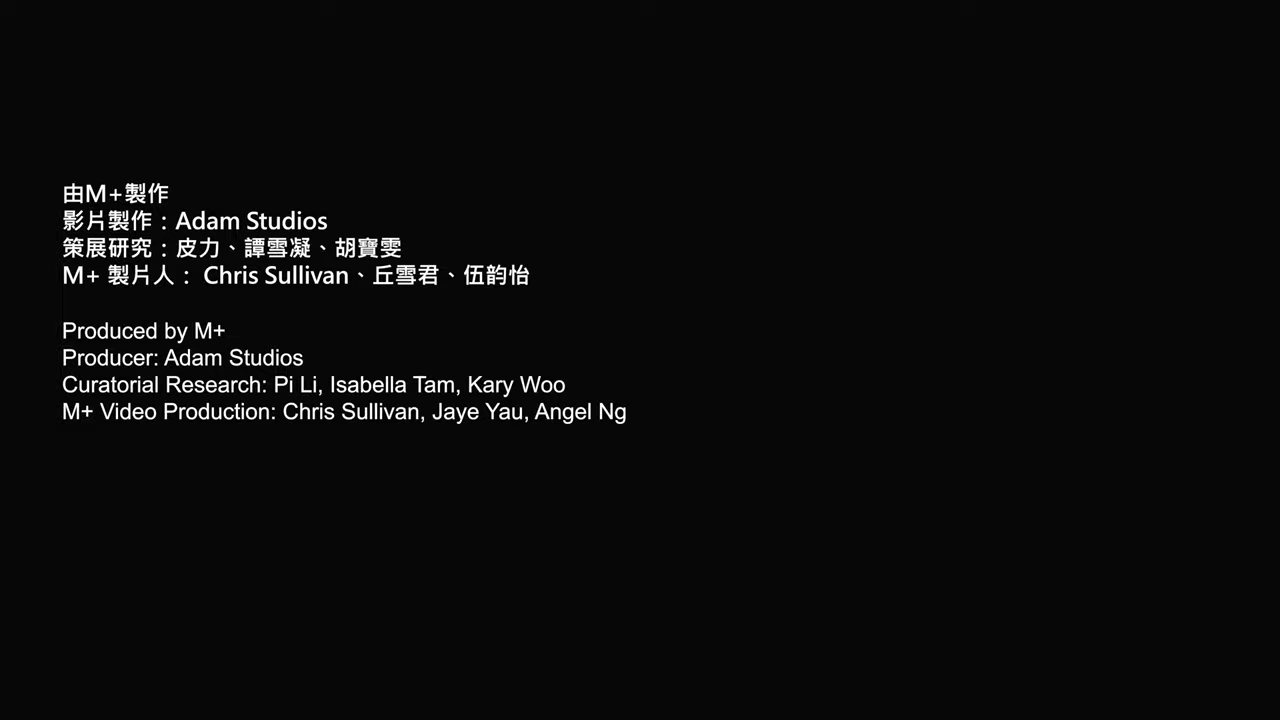 由M+製作
影片製作：Adam Studios
策展研究：皮力、譚雪凝、胡寶雯
M+ 製片人： Chris Sullivan、丘雪君、伍韵怡
Produced by M+
Producer: Adam Studios
Curatorial Research: Pi Li, Isabella Tam, Kary Woo
M+ Video Production: Chris Sullivan, Jaye Yau, Angel Ng